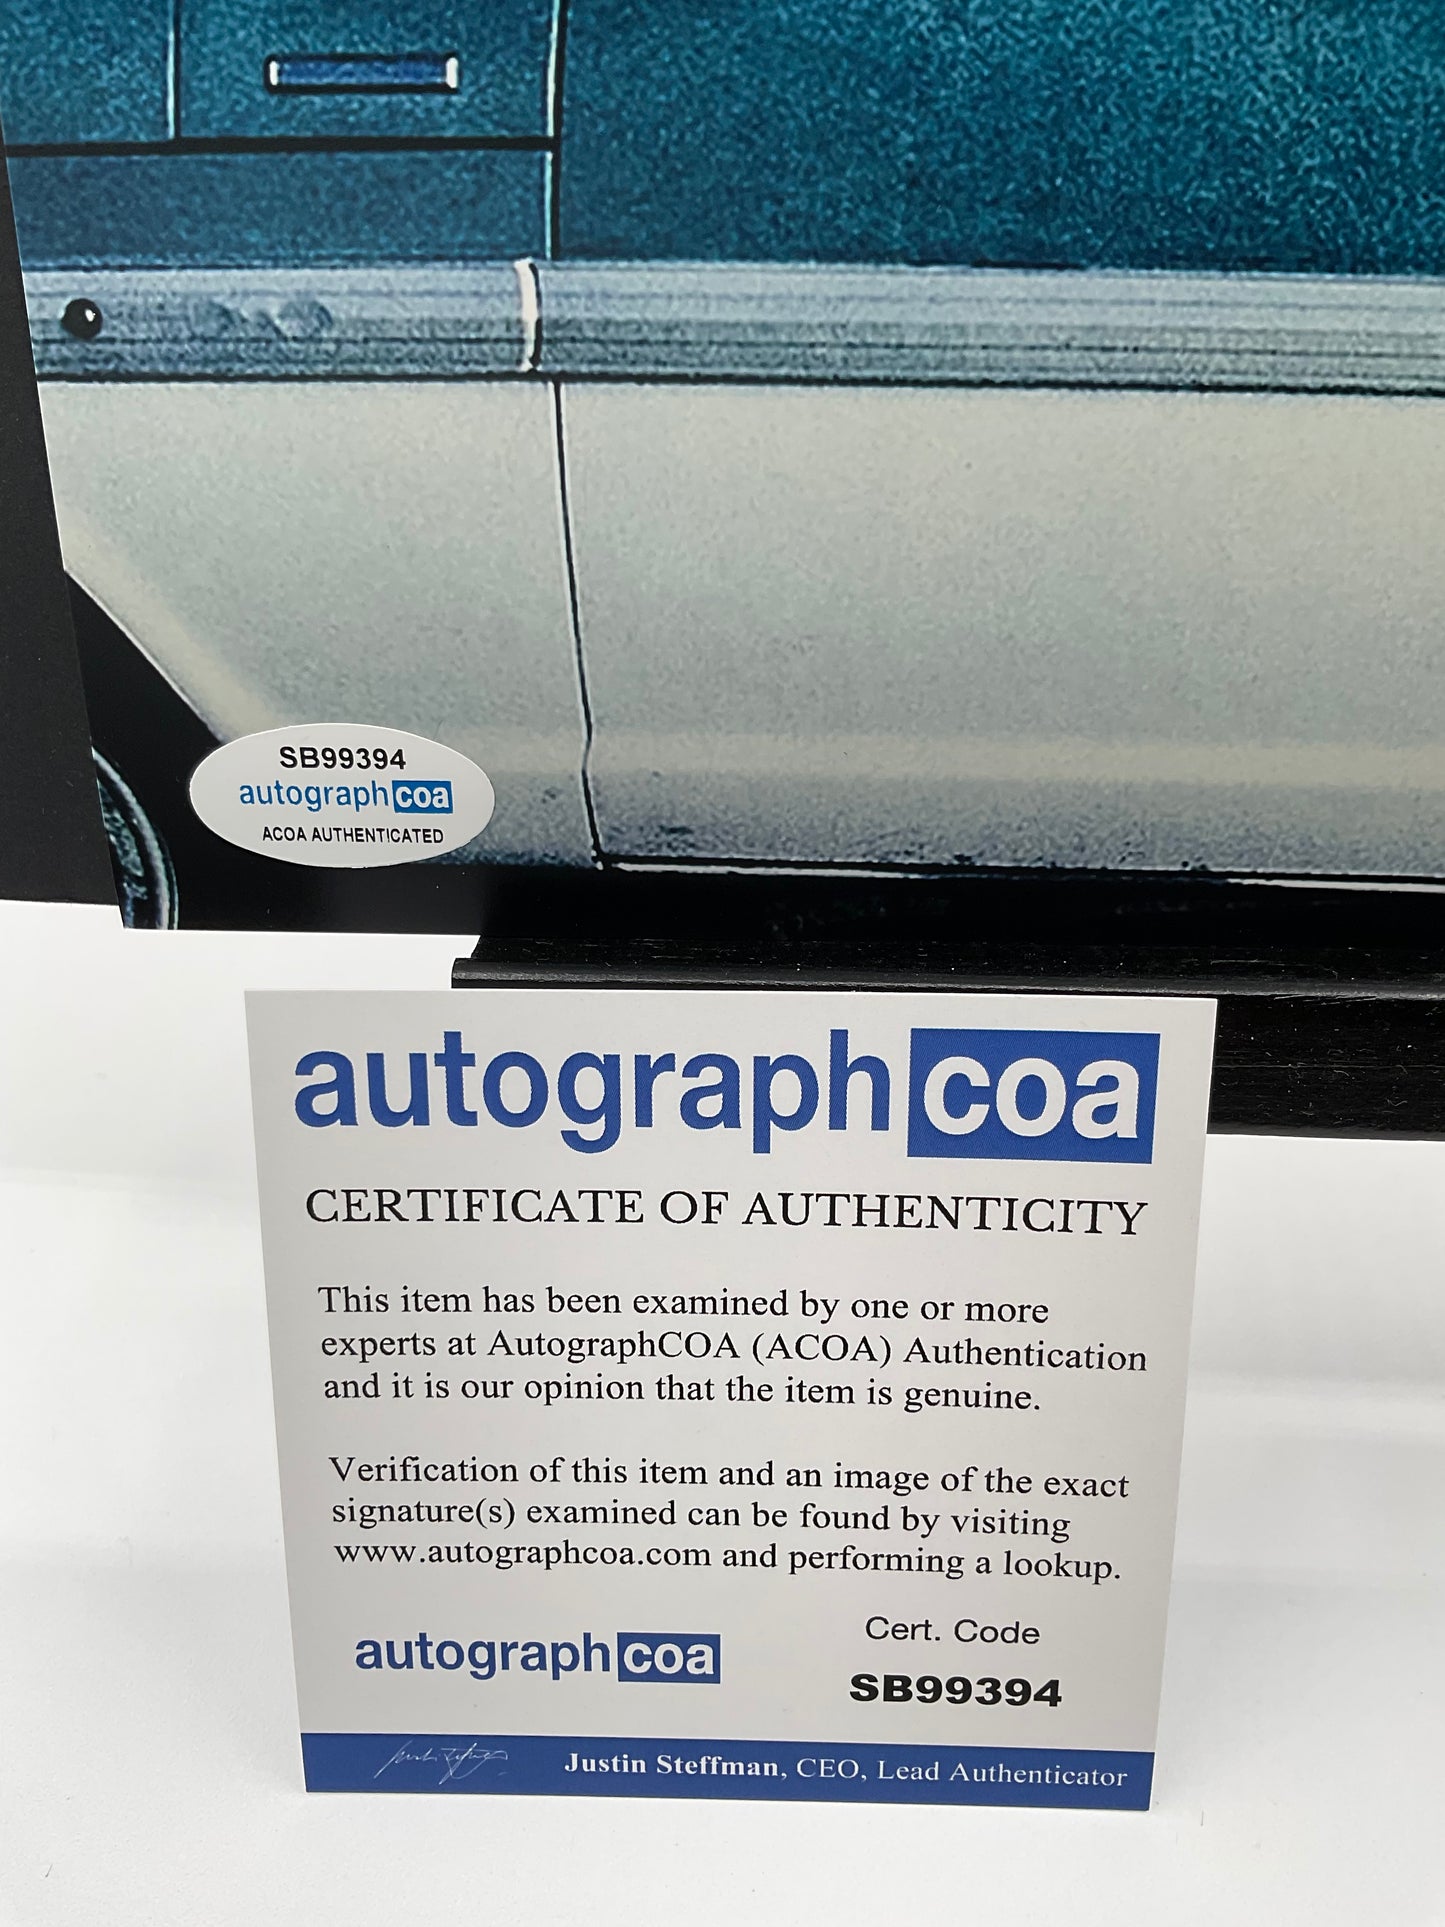 SB99394
autographcoa
ACOA AUTHENTICATED
autographcoa
CERTIFICATE OF AUTHENTICITY
This item has been examined by one or more
experts at AutographCOA (ACOA) Authentication
and it is our opinion that the item is genuine.
Verification of this item and an image of the exact
signature(s) examined can be found by visiting
www.autographcoa.com and performing a lookup.
Cert. Code
autographcoa
SB99394
Justin Steffman, CEO, Lead Authenticator